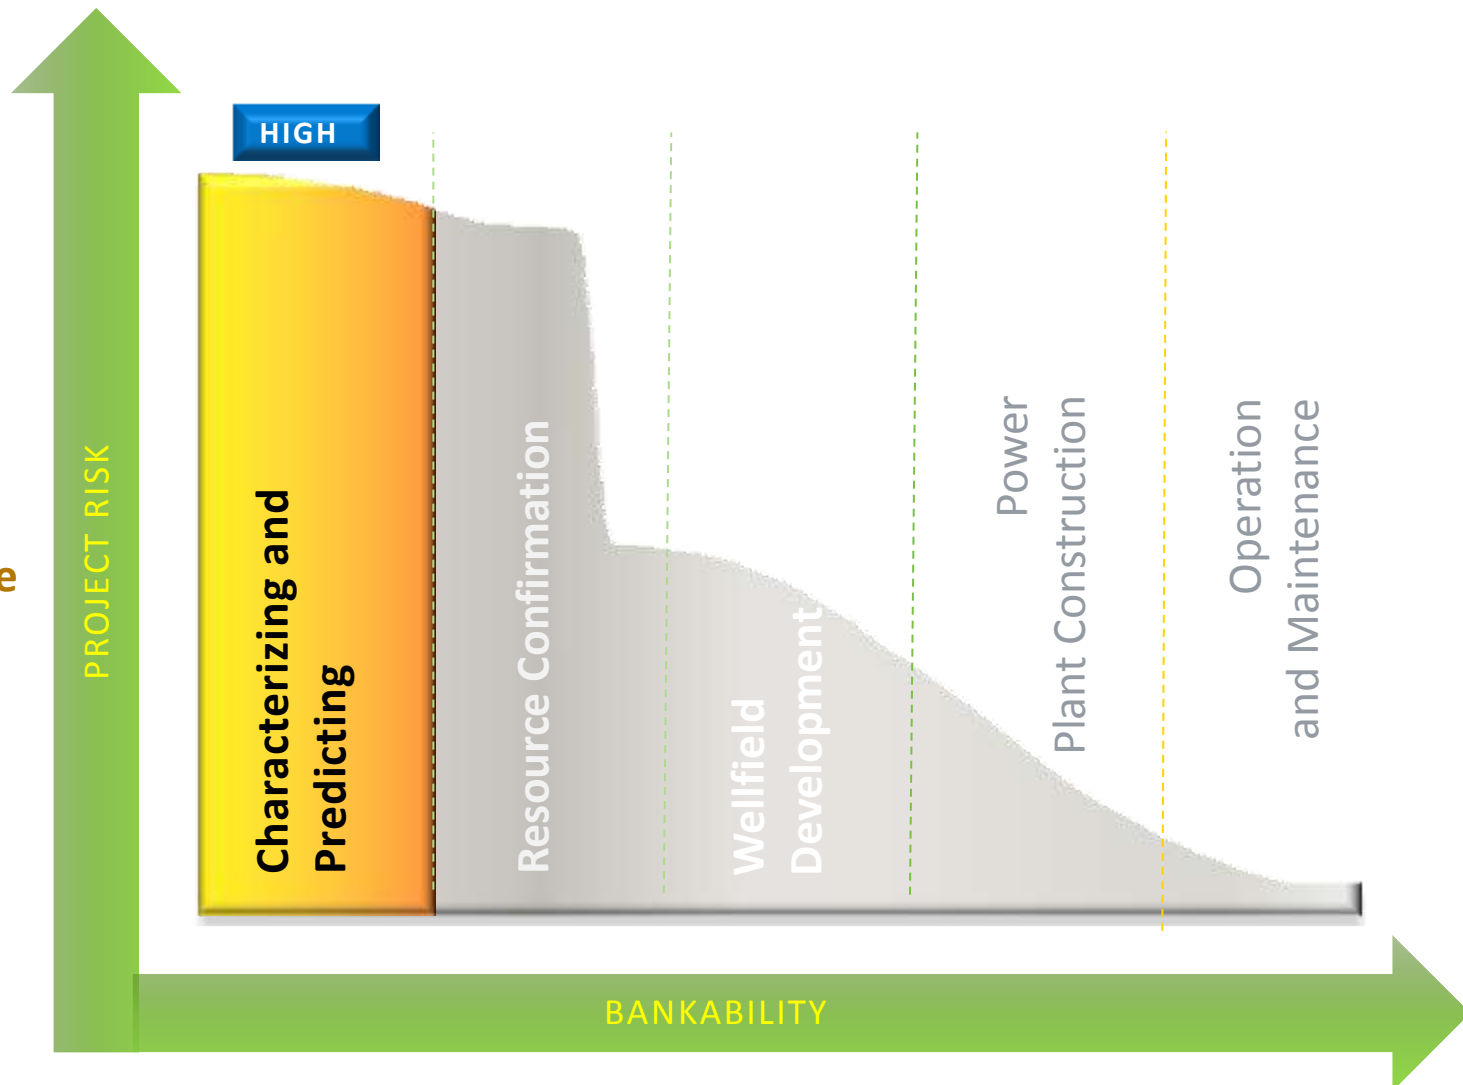 HIGH
PROJECT RISK
e
Characterizing and
Predicting
Resource Confirmation
Wellfield
Development
Power
Plant Construction
Operation
and Maintenance
BANKABILITY